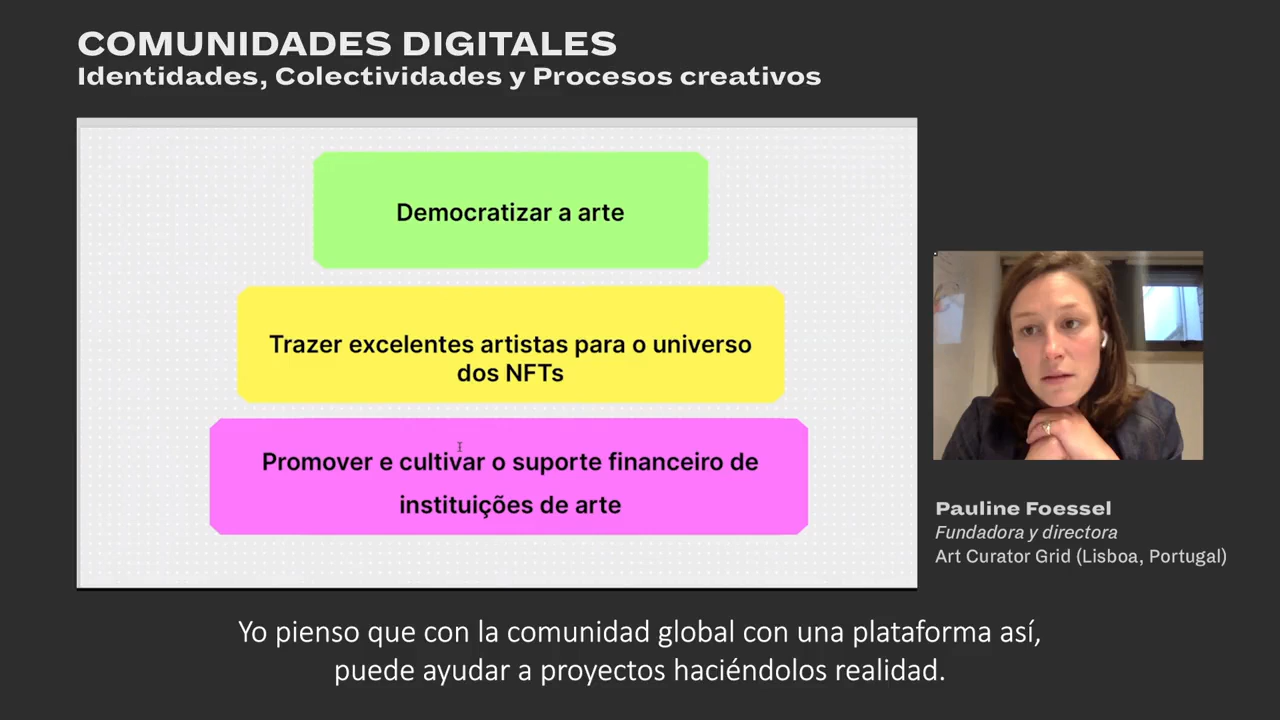 COMUNIDADES DIGITALES
Identidades, Colectividades y Procesos creativos
Democratizar a arte
Trazer excelentes artistas para o universo
dos NFTs
Promover e cultivar o suporte financeiro de
instituições de arte
Pauline Foessel
Fundadora y directora
Art Curator Grid (Lisboa, Portugal)
Yo pienso que con la comunidad global con una plataforma así,
puede ayudar a proyectos haciéndolos realidad.